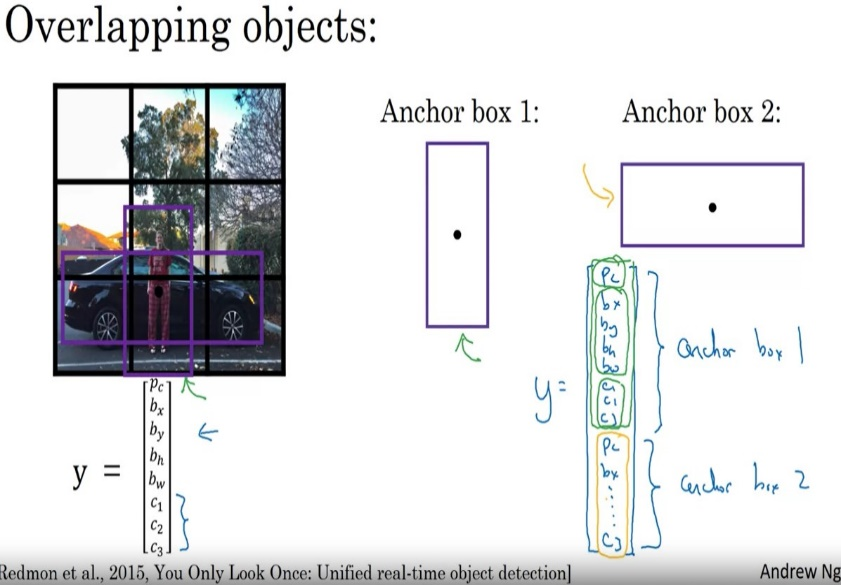 Overlapping objects:
Anchor box 1:
Anchor box 2:
y =
pc
bx
by
bh
bw
c1
c2
c3
y =
pc
bx
by
bh
bw
c1
c1
c3
anchor box 1
pc
bx
⋮
c3
anchor box 2
Redmon et al., 2015, You Only Look Once: Unified real-time object detection]
Andrew Ng